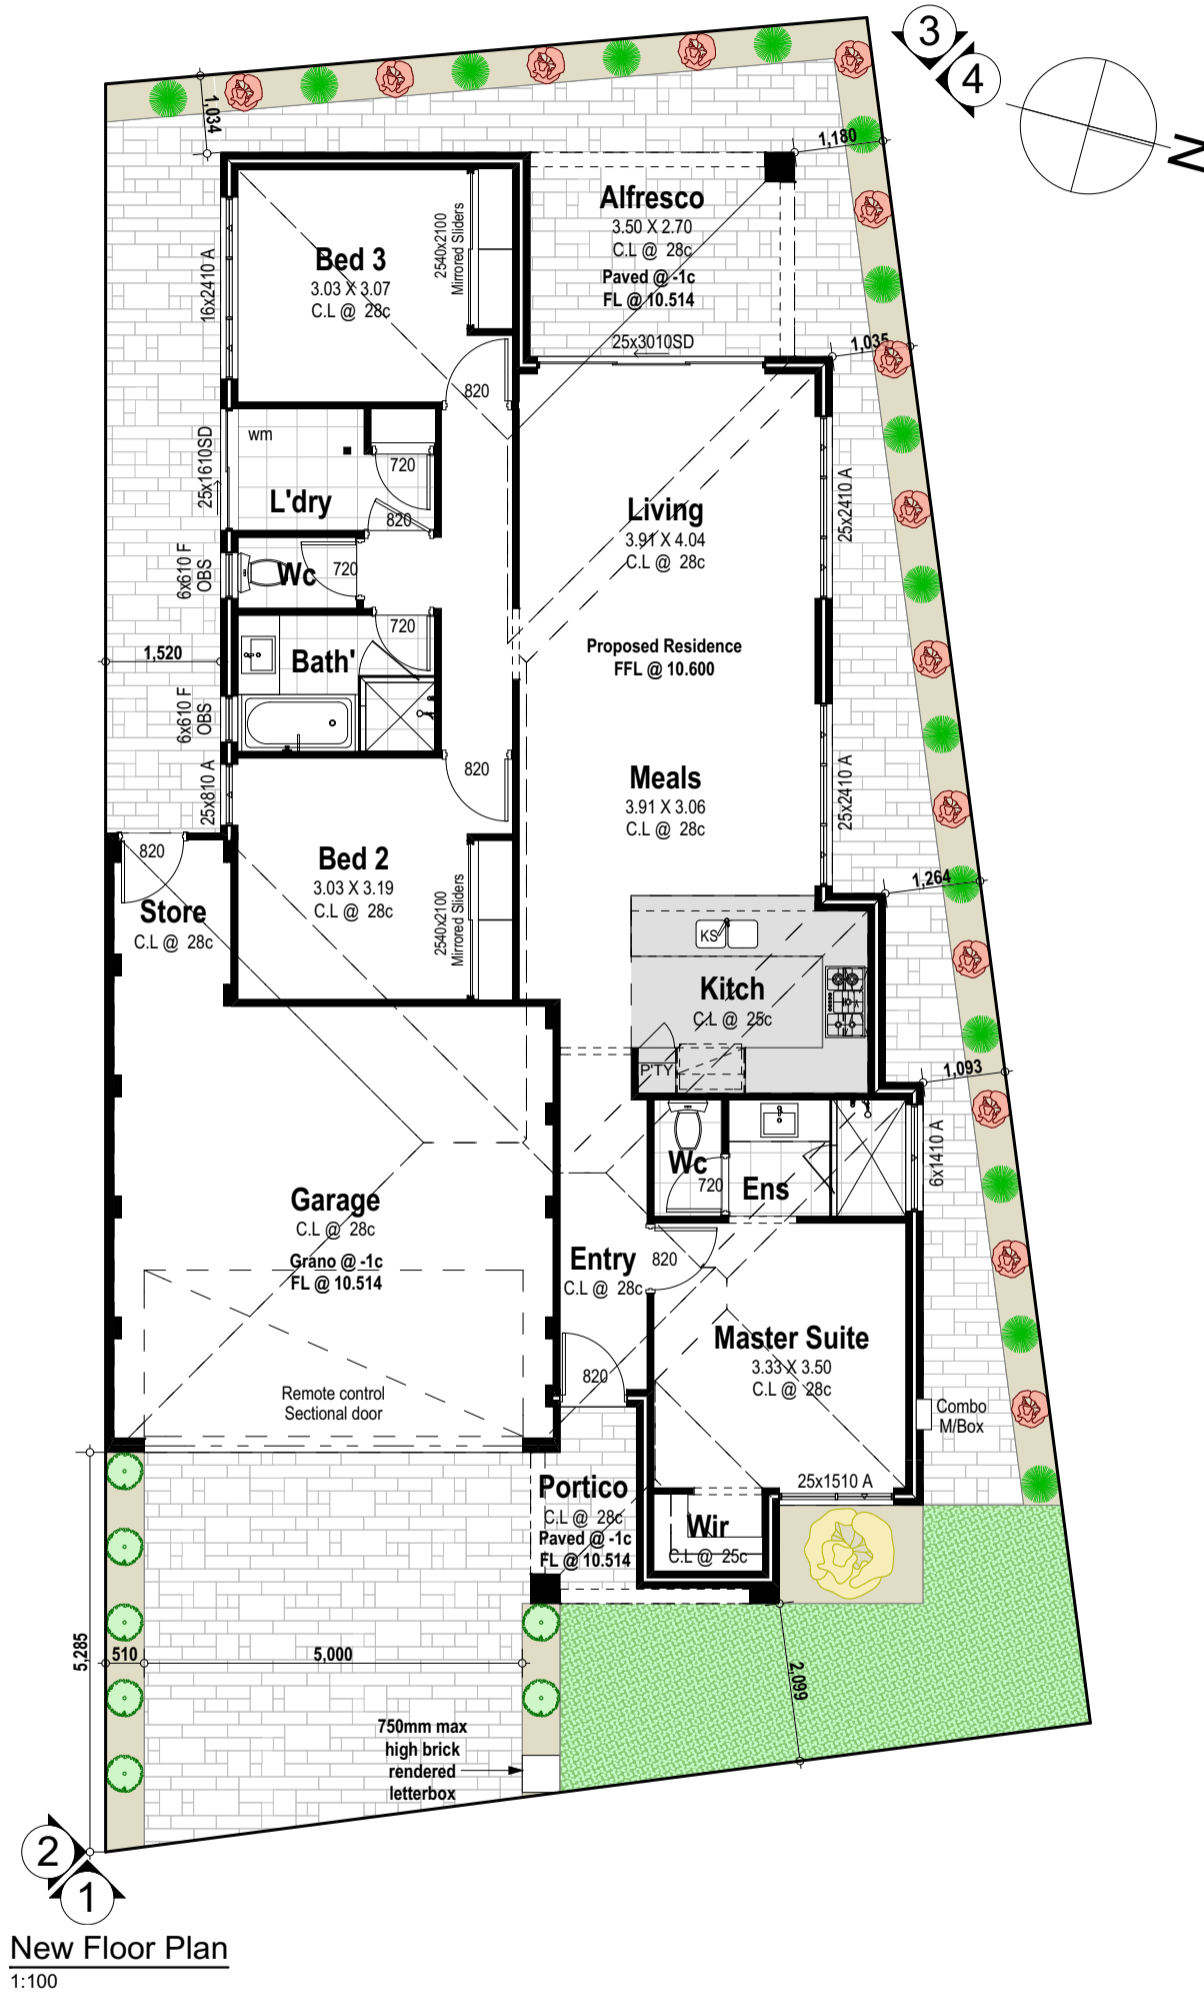 3
4
N
1,034
1,180
Alfresco
3.50 X 2.70
C.L @ 28c
Paved @ -1c
FL @ 10.514
2540x2100
Mirrored Sliders
Bed 3
3.03 X 3.07
C.L @ 28c
16x2410 A
25x3010SD
1,035
820
wm
720
25x1610SD
L'dry
820
Living
3.91 X 4.04
C.L @ 28c
25x2410 A
6x610 F
OBS
Wc
720
720
Bath'
1,520
Proposed Residence
FFL @ 10.600
6x610 F
OBS
820
25x810 A
Meals
3.91 X 3.06
C.L @ 28c
25x2410 A
820
Bed 2
3.03 X 3.19
C.L @ 28c
2540x2100
Mirrored Sliders
1,264
Store
C.L @ 28c
KS
Kitch
C.L @ 25c
P'TY
1,093
6x1410 A
Wc
720
Ens
Garage
C.L @ 28c
Grano @ -1c
FL @ 10.514
Entry
C.L @ 28c
820
Master Suite
3.33 X 3.50
C.L @ 28c
820
Remote control
Sectional door
Combo
M/Box
25x1510 A
Portico
C.L @ 28c
Paved @ -1c
FL @ 10.514
Wir
C.L @ 25c
5,285
510
5,000
2,099
750mm max
high brick
rendered
letterbox
2
1
New Floor Plan
1:100